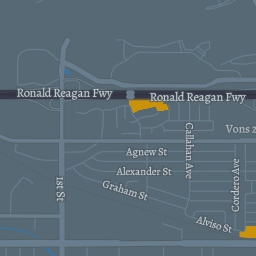 Ronald Reagan Fwy
Ronald Reagan Fwy
Vons 2
Agnew St
Callahan Ave
Alexander St
Cordero Ave
Graham St
1st St
Alviso St